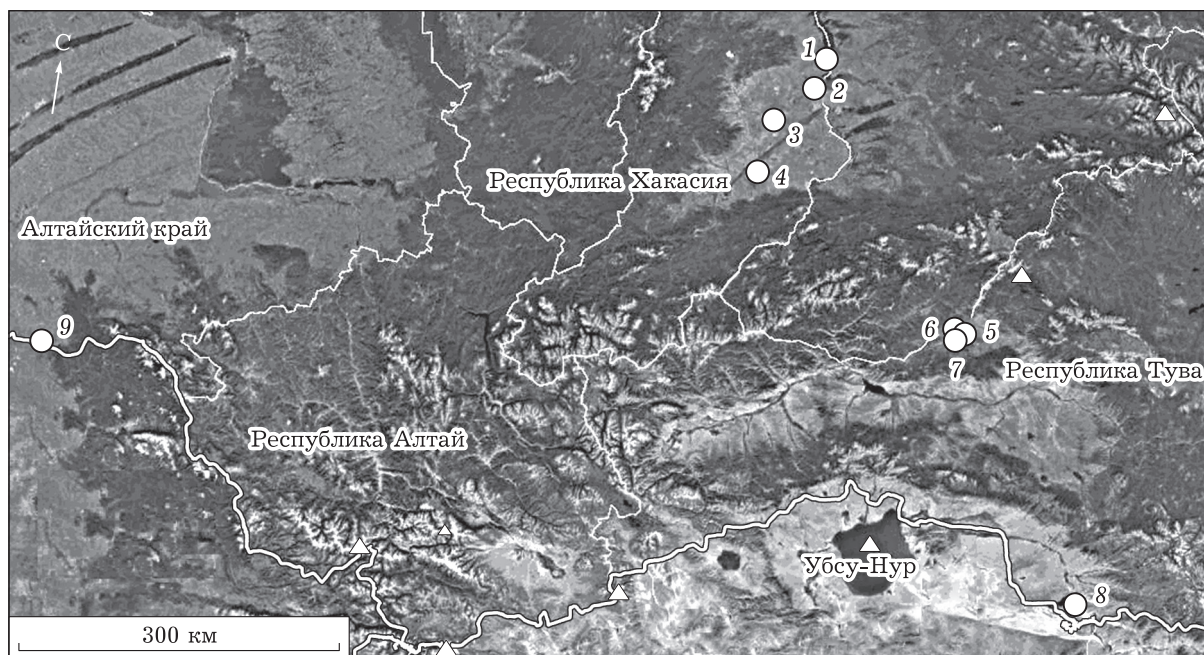 С
1
2
3
Республика Хакасия
4
Алтайский край
9
6
5
7
Республика Тува
Республика Алтай
Убсу-Нур
8
300 км